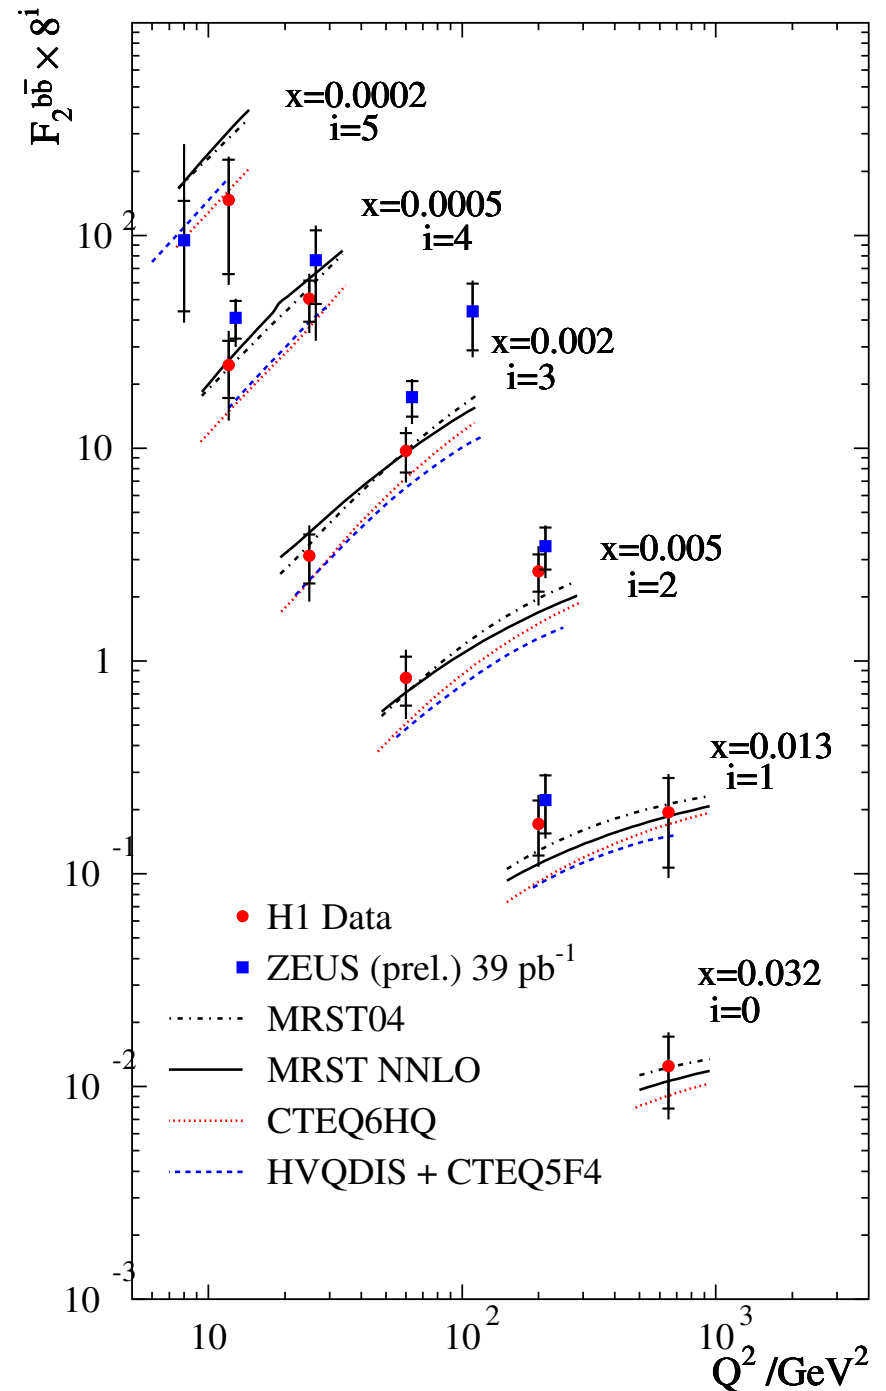 F₂ᵇᵇ̅ × 8ⁱ
x=0.0002
i=5
x=0.0005
i=4
10²
x=0.002
i=3
10
x=0.005
i=2
1
x=0.013
i=1
10⁻¹
H1 Data
ZEUS (prel.) 39 pb⁻¹
x=0.032
i=0
MRST04
MRST NNLO
10⁻²
CTEQ6HQ
HVQDIS + CTEQ5F4
10⁻³
10 10² 10³
Q² /GeV²